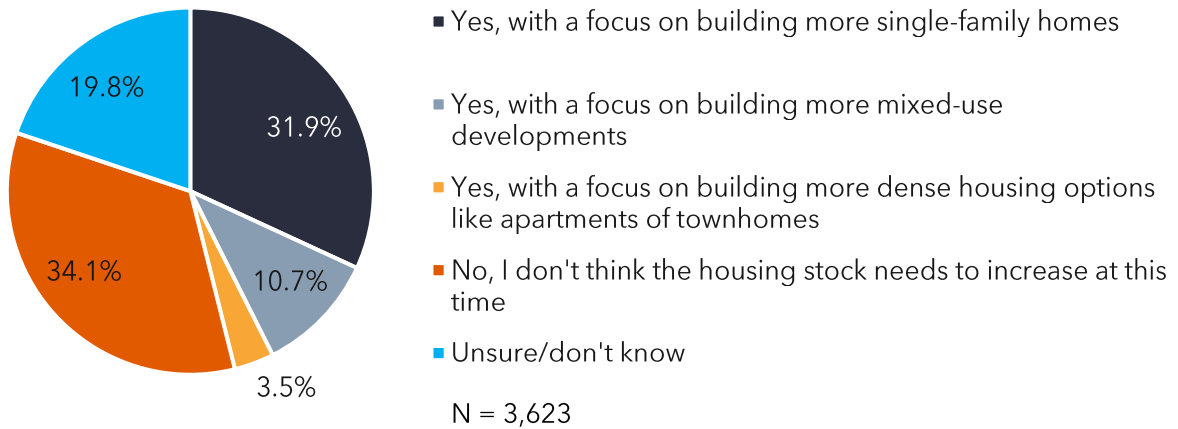 Yes, with a focus on building more single-family homes
19.8%
31.9%
Yes, with a focus on building more mixed-use
developments
Yes, with a focus on building more dense housing options
like apartments of townhomes
34.1%
10.7%
No, I don't think the housing stock needs to increase at this
time
Unsure/don't know
3.5%
N = 3,623